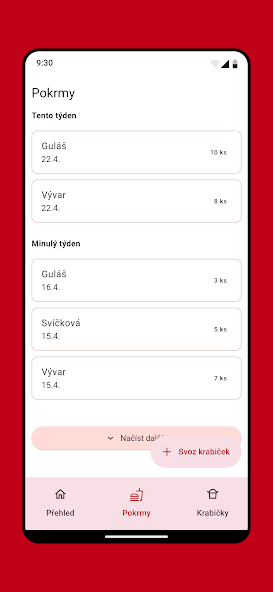 9:30
Pokrmy
Tento týden
Guláš
22.4.
10 ks
Vývar
22.4.
8 ks
Minulý týden
Guláš
16.4.
3 ks
Svíčková
15.4.
5 ks
Vývar
15.4.
7 ks
Načíst dal
Svoz krabiček
Přehled
Pokrmy
Krabičky